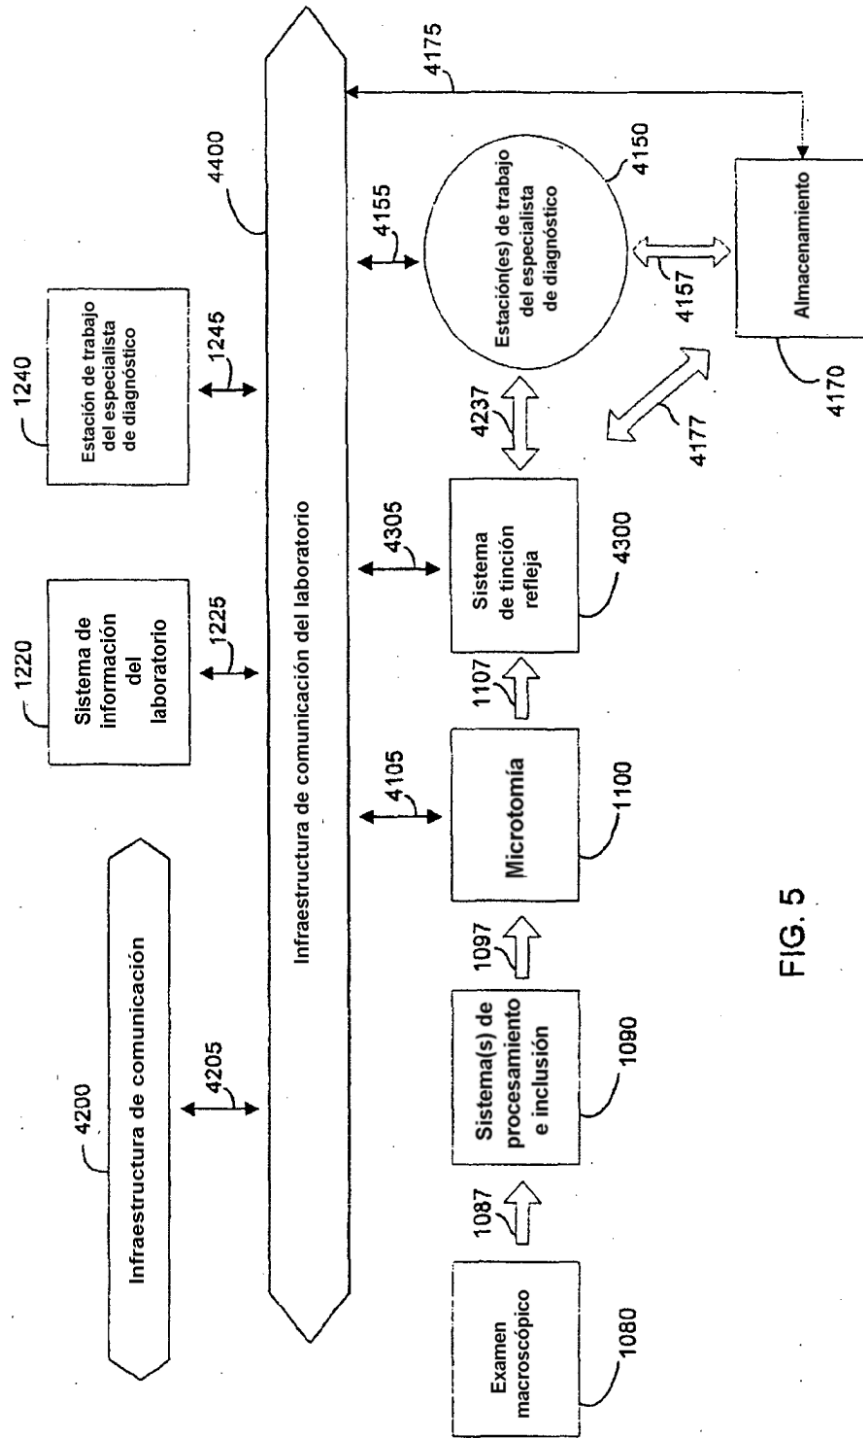 4200
Infraestructura de comunicación
4205
1220
Sistema de
información
del
laboratorio
1225
1240
Estación de trabajo
del especialista
de diagnóstico
1245
4400
Infraestructura de comunicación del laboratorio
4105
4305
4155
4175
Examen
macroscópico
1080
1087
Sistema(s) de
procesamiento
e inclusión
1090
1097
Microtomía
1100
1107
Sistema
de tinción
refleja
4300
4237
Estación(es) de trabajo
del especialista
de diagnóstico
4150
4157
4177
Almacenamiento
4170
FIG. 5